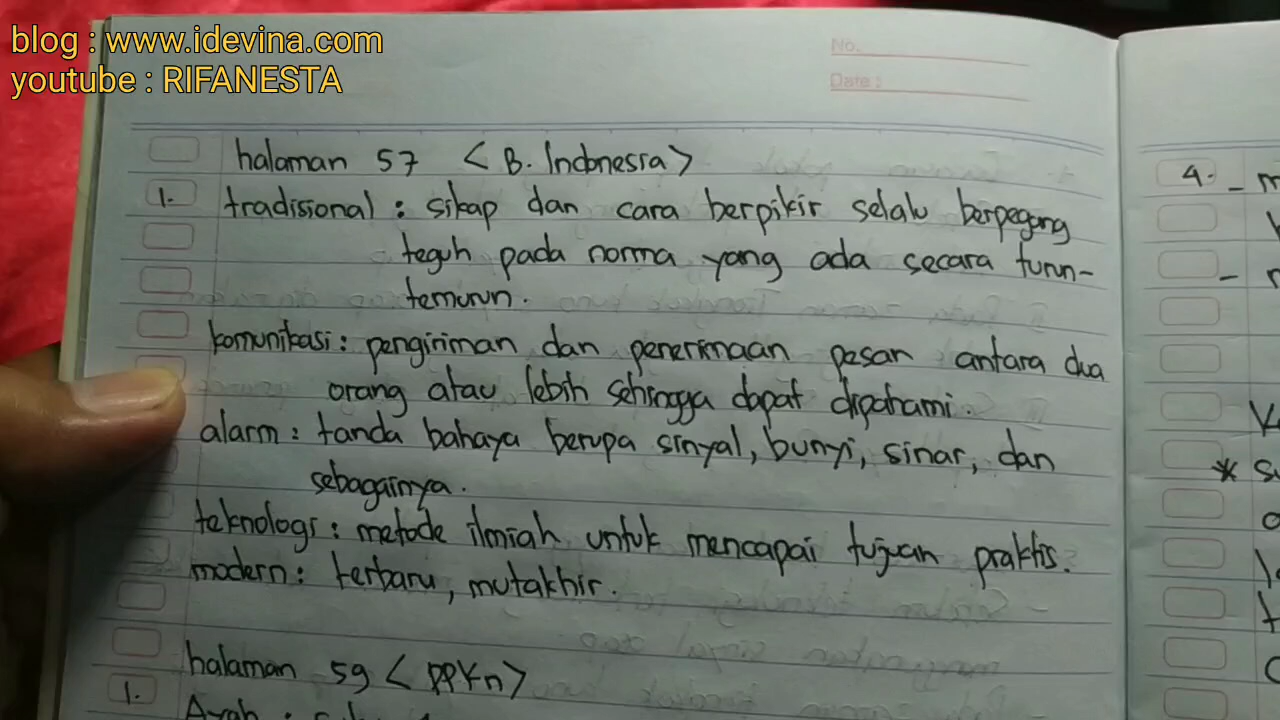 blog : www.idevina.com
youtube : RIFANESTA
No.
Date :
halaman 57 <B. Indonesia>
1. tradisional : sikap dan cara berpikir selalu berpegang
teguh pada norma yang ada secara turun-
temurun.
komunikasi : pengiriman dan penerimaan pesan antara dua
orang atau lebih sehingga dapat dipahami.
alarm : tanda bahaya berupa sinyal, bunyi, sinar, dan
sebagainya.
teknologi : metode ilmiah untuk mencapai tujuan praktis.
modern : terbaru, mutakhir.
halaman 59 <PPKn>
1. Ayah :
4. -